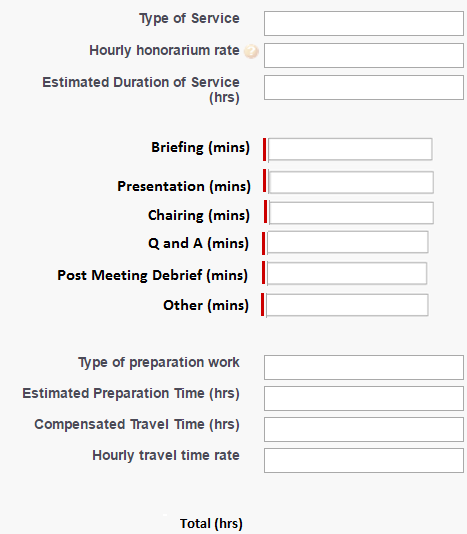 Type of Service
Hourly honorarium rate ?
Estimated Duration of Service
(hrs)
Briefing (mins)
Presentation (mins)
Chairing (mins)
Q and A (mins)
Post Meeting Debrief (mins)
Other (mins)
Type of preparation work
Estimated Preparation Time (hrs)
Compensated Travel Time (hrs)
Hourly travel time rate
Total (hrs)